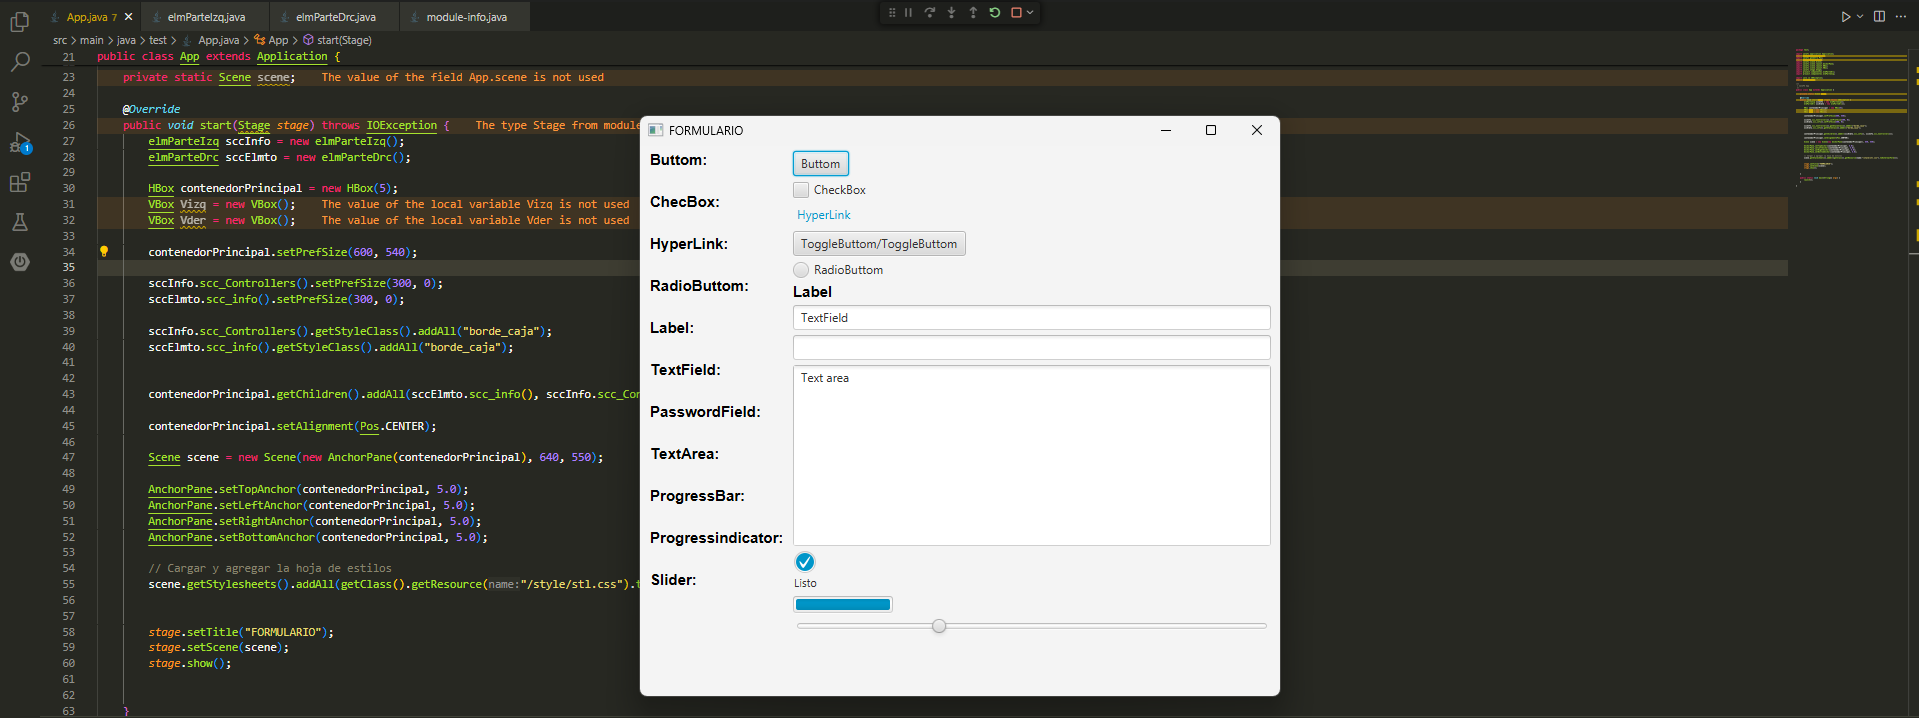 App.java 7
elmParteIzq.java
elmParteDrc.java
module-info.java
src > main > java > test > App.java > App > start(Stage)
21 public class App extends Application {
23 private static Scene scene; The value of the field App.scene is not used
24
25 @Override
26 public void start(Stage stage) throws IOException { The type Stage from module
27 elmParteIzq sccInfo = new elmParteIzq();
28 elmParteDrc sccElmto = new elmParteDrc();
29
30 HBox contenedorPrincipal = new HBox(5);
31 VBox Vizq = new VBox(); The value of the local variable Vizq is not used
32 VBox Vder = new VBox(); The value of the local variable Vder is not used
33
34 contenedorPrincipal.setPrefSize(600, 540);
35
36 sccInfo.scc_Controllers().setPrefSize(300, 0);
37 sccElmto.scc_info().setPrefSize(300, 0);
38
39 sccInfo.scc_Controllers().getStyleClass().addAll("borde_caja");
40 sccElmto.scc_info().getStyleClass().addAll("borde_caja");
41
42
43 contenedorPrincipal.getChildren().addAll(sccElmto.scc_info(), sccInfo.scc_Co
44
45 contenedorPrincipal.setAlignment(Pos.CENTER);
46
47 Scene scene = new Scene(new AnchorPane(contenedorPrincipal), 640, 550);
48
49 AnchorPane.setTopAnchor(contenedorPrincipal, 5.0);
50 AnchorPane.setLeftAnchor(contenedorPrincipal, 5.0);
51 AnchorPane.setRightAnchor(contenedorPrincipal, 5.0);
52 AnchorPane.setBottomAnchor(contenedorPrincipal, 5.0);
53
54 // Cargar y agregar la hoja de estilos
55 scene.getStylesheets().addAll(getClass().getResource(name:"/style/stl.css").t
56
57
58 stage.setTitle("FORMULARIO");
59 stage.setScene(scene);
60 stage.show();
61
62
63 }
1
FORMULARIO
Buttom:
ChecBox:
HyperLink:
RadioButtom:
Label:
TextField:
PasswordField:
TextArea:
ProgressBar:
Progressindicator:
Slider:
Buttom
CheckBox
HyperLink
ToggleButtom/ToggleButtom
RadioButtom
Label
TextField
Text area
Listo